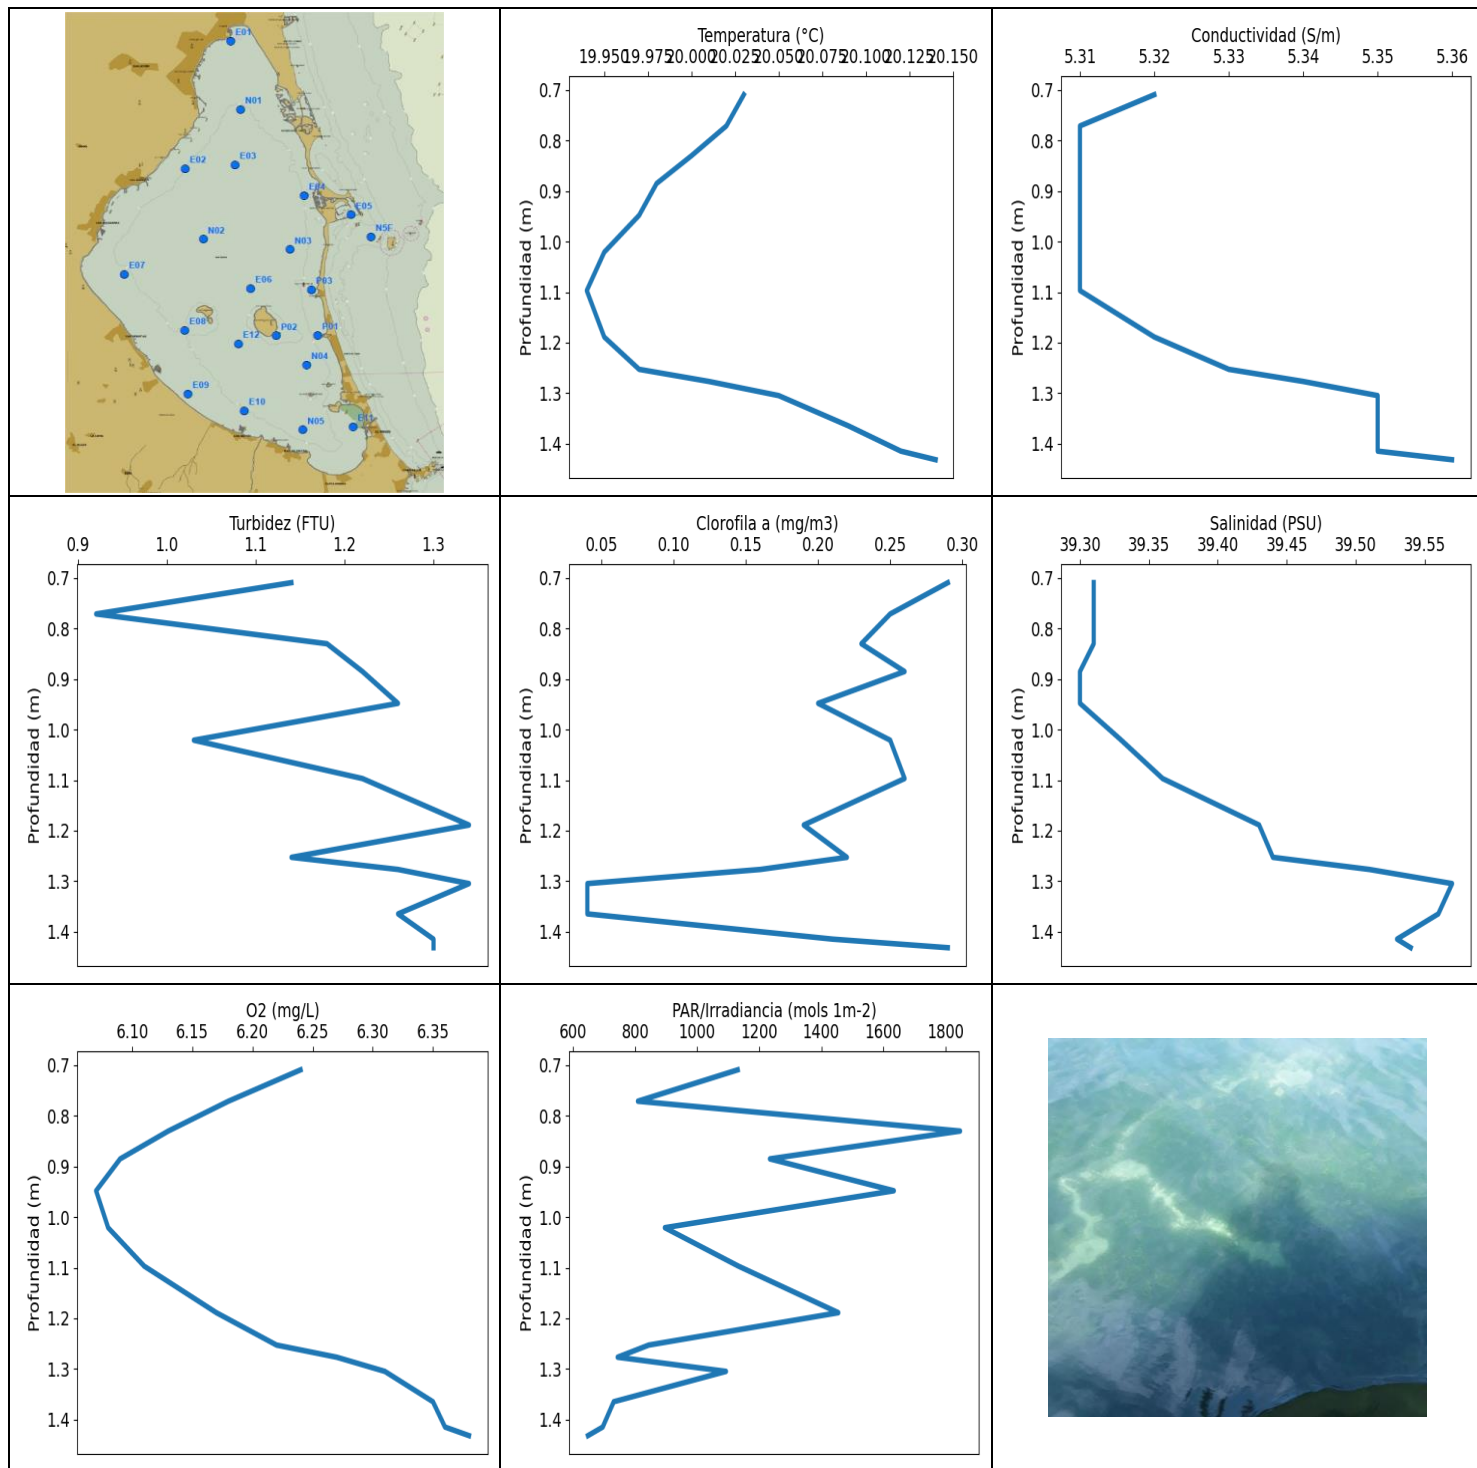 E01
N01
E02
E03
E04
E05
N5F
N02
N03
E07
E06
P03
E08
E12
P02
P01
N04
E09
E10
N05
E11
Temperatura (°C)
19.950 19.975 20.000 20.025 20.050 20.075 20.100 20.125 20.150
Profundidad (m)
0.7
0.8
0.9
1.0
1.1
1.2
1.3
1.4
Conductividad (S/m)
5.31 5.32 5.33 5.34 5.35 5.36
Profundidad (m)
0.7
0.8
0.9
1.0
1.1
1.2
1.3
1.4
Turbidez (FTU)
0.9 1.0 1.1 1.2 1.3
Profundidad (m)
0.7
0.8
0.9
1.0
1.1
1.2
1.3
1.4
Clorofila a (mg/m3)
0.05 0.10 0.15 0.20 0.25 0.30
Profundidad (m)
0.7
0.8
0.9
1.0
1.1
1.2
1.3
1.4
Salinidad (PSU)
39.30 39.35 39.40 39.45 39.50 39.55
Profundidad (m)
0.7
0.8
0.9
1.0
1.1
1.2
1.3
1.4
O2 (mg/L)
6.10 6.15 6.20 6.25 6.30 6.35
Profundidad (m)
0.7
0.8
0.9
1.0
1.1
1.2
1.3
1.4
PAR/Irradiancia (mols 1m-2)
600 800 1000 1200 1400 1600 1800
Profundidad (m)
0.7
0.8
0.9
1.0
1.1
1.2
1.3
1.4